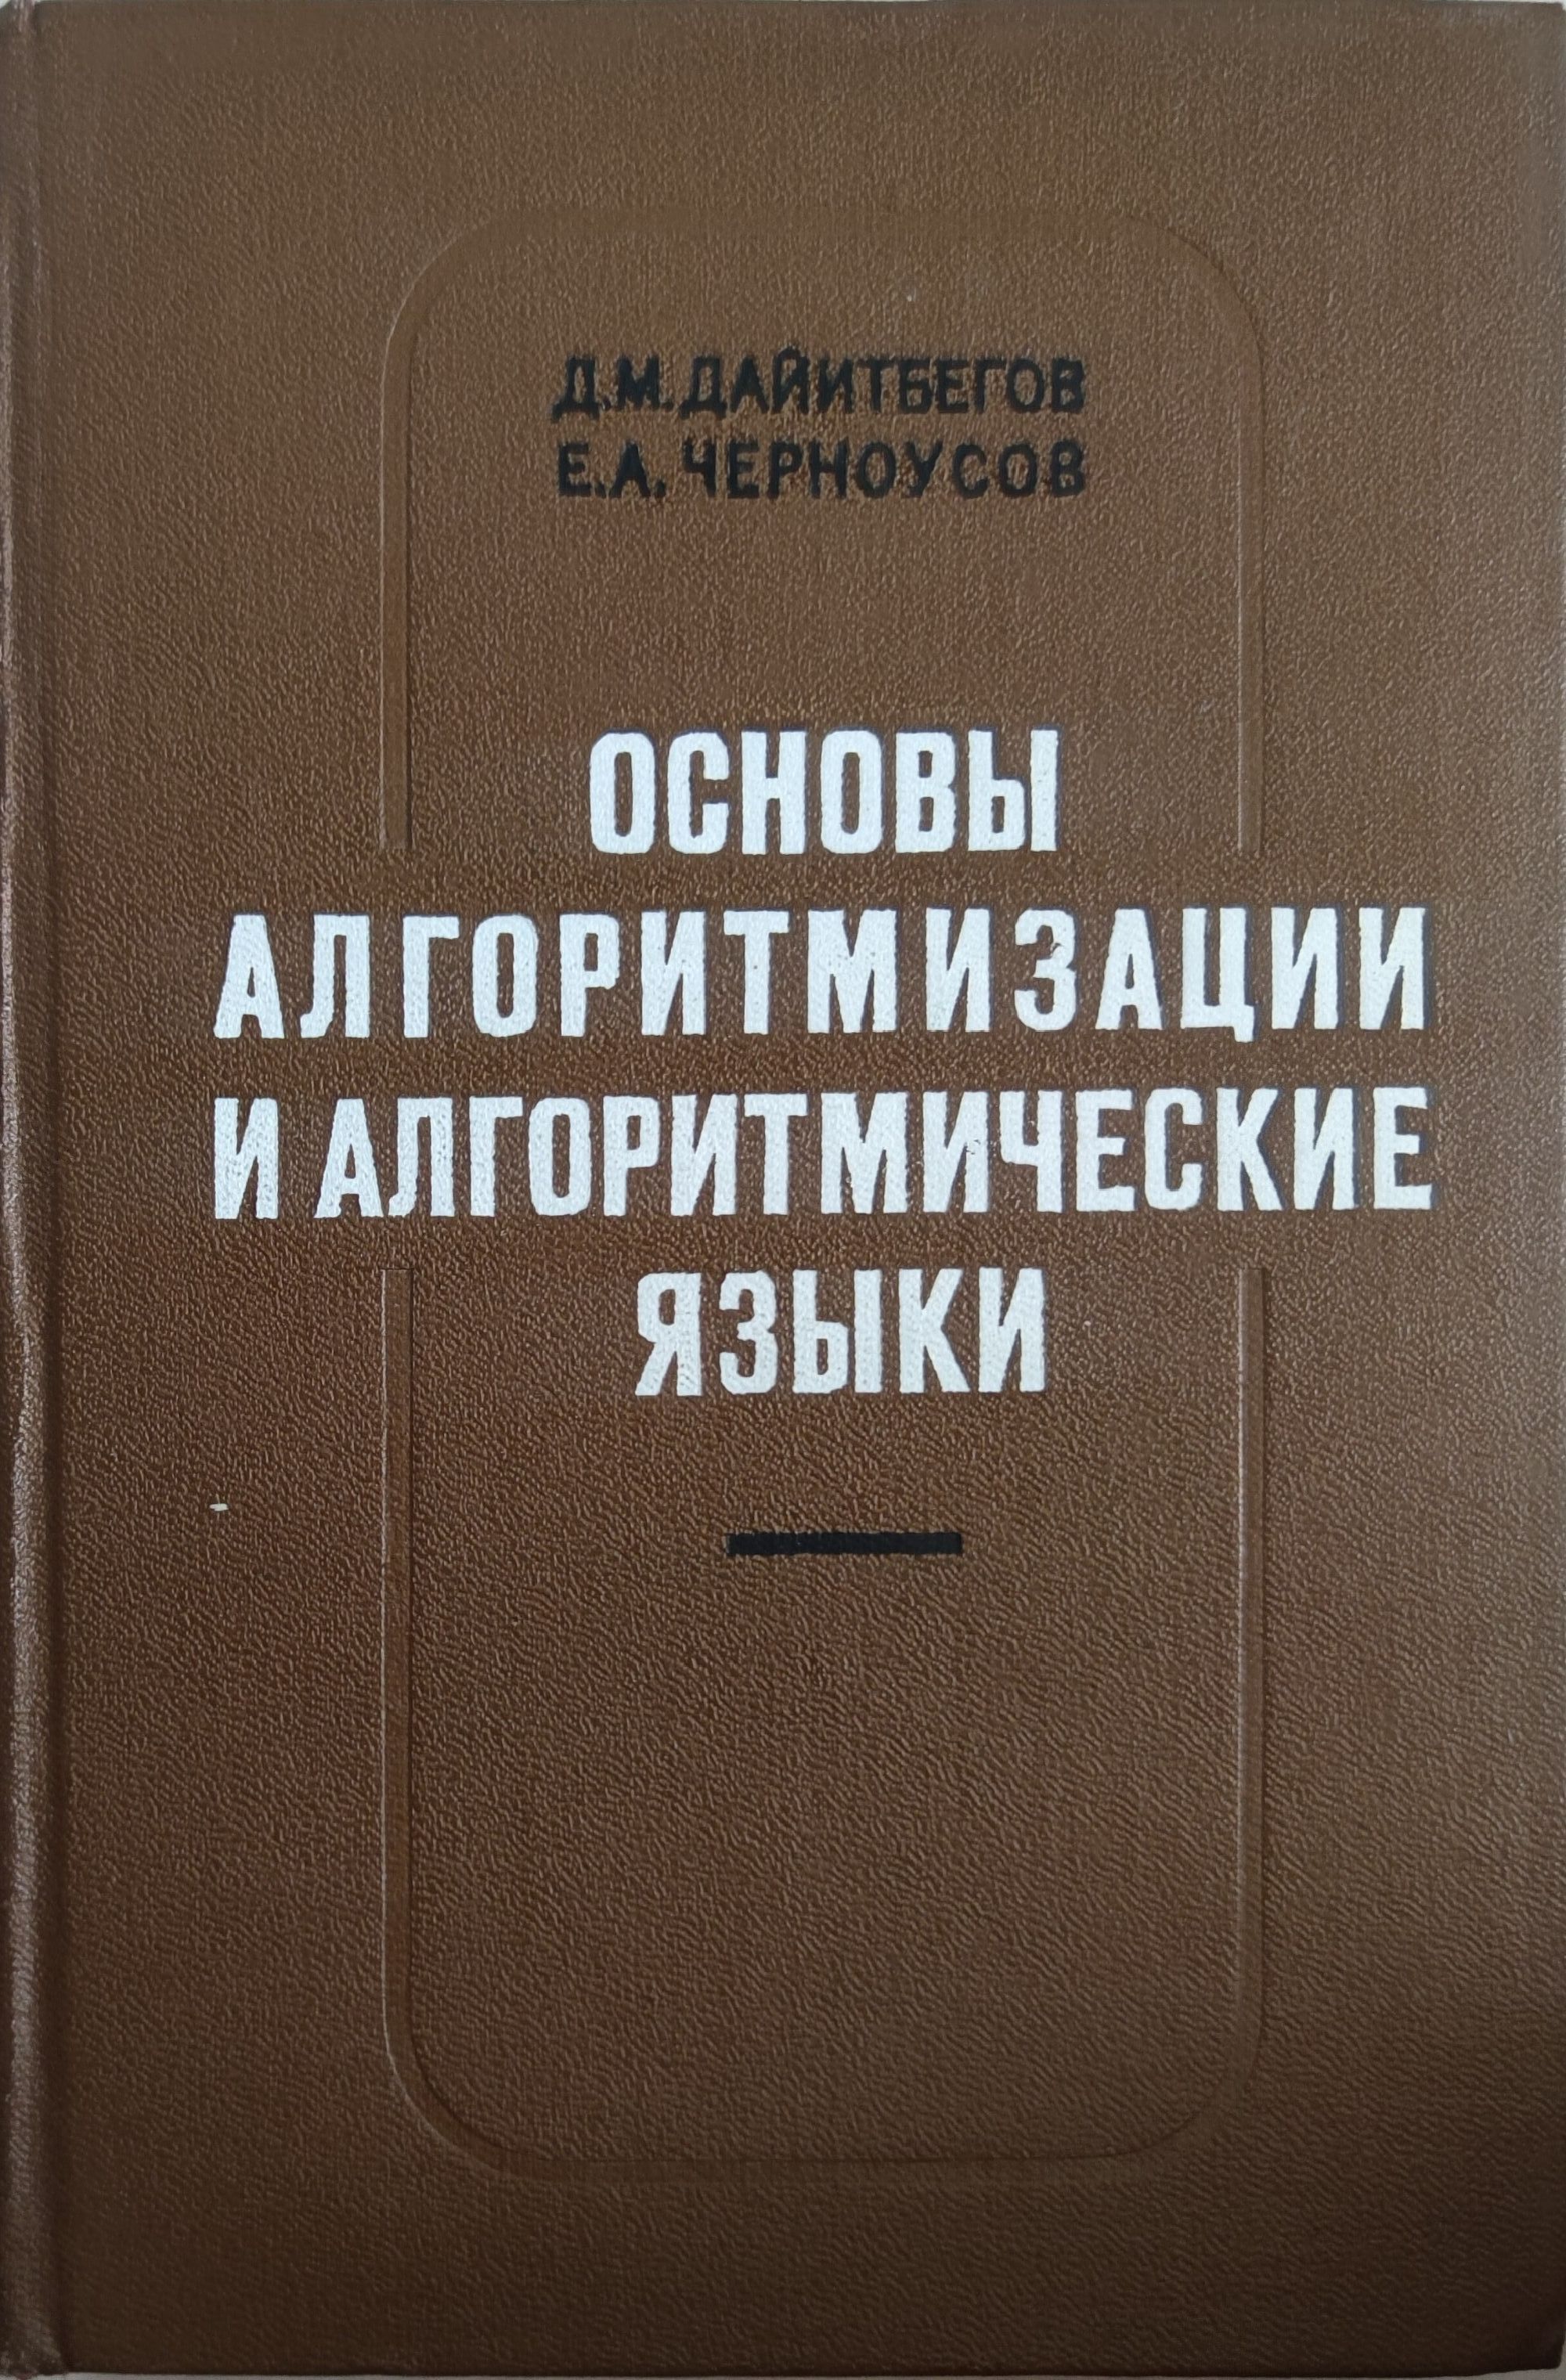 Д.М.ДАЙИТБЕГОВ
Е.А.ЧЕРНОУСОВ
ОСНОВЫ
АЛГОРИТМИЗАЦИИ
И АЛГОРИТМИЧЕСКИЕ
ЯЗЫКИ